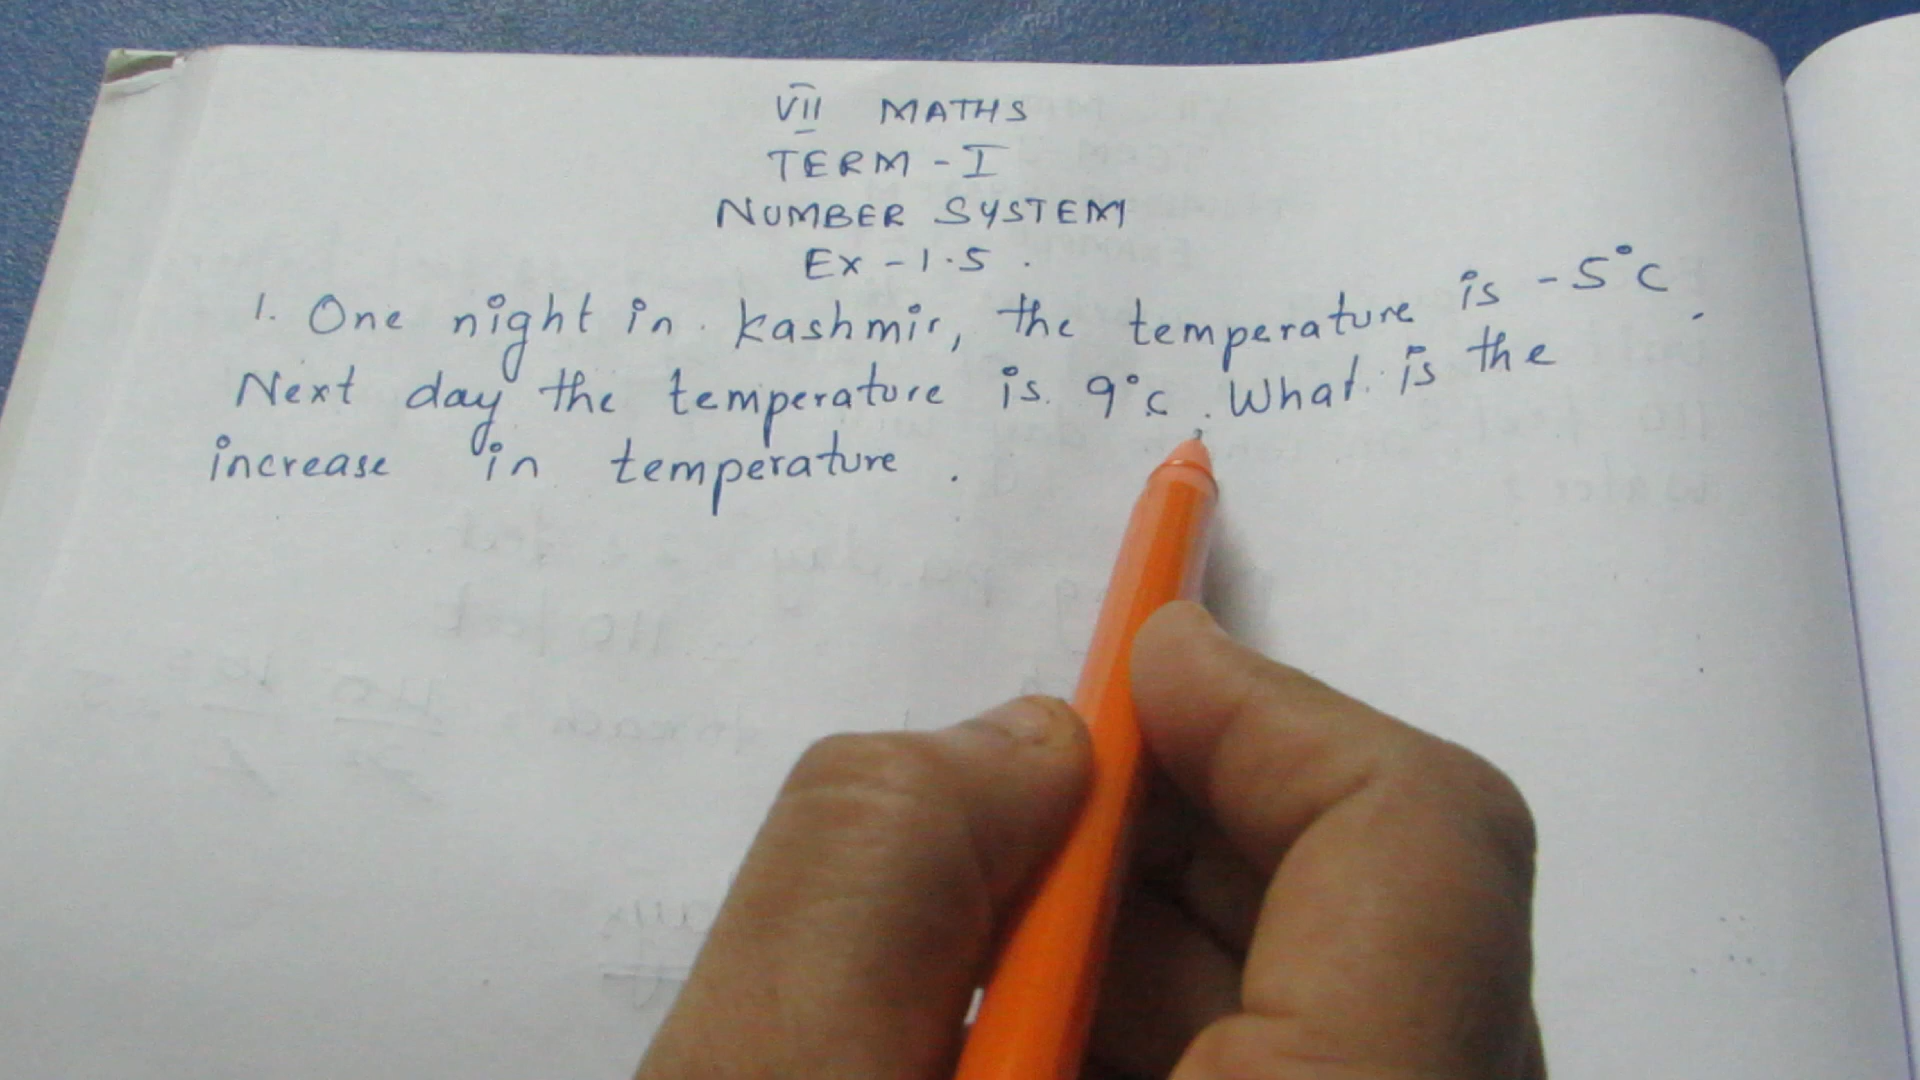 VII MATHS
TERM - I
NUMBER SYSTEM
Ex - 1.5 .
1. One night in . Kashmir, the temperature is - 5°c .
Next day the temperature is . 9°c . What . is the
increase in temperature .